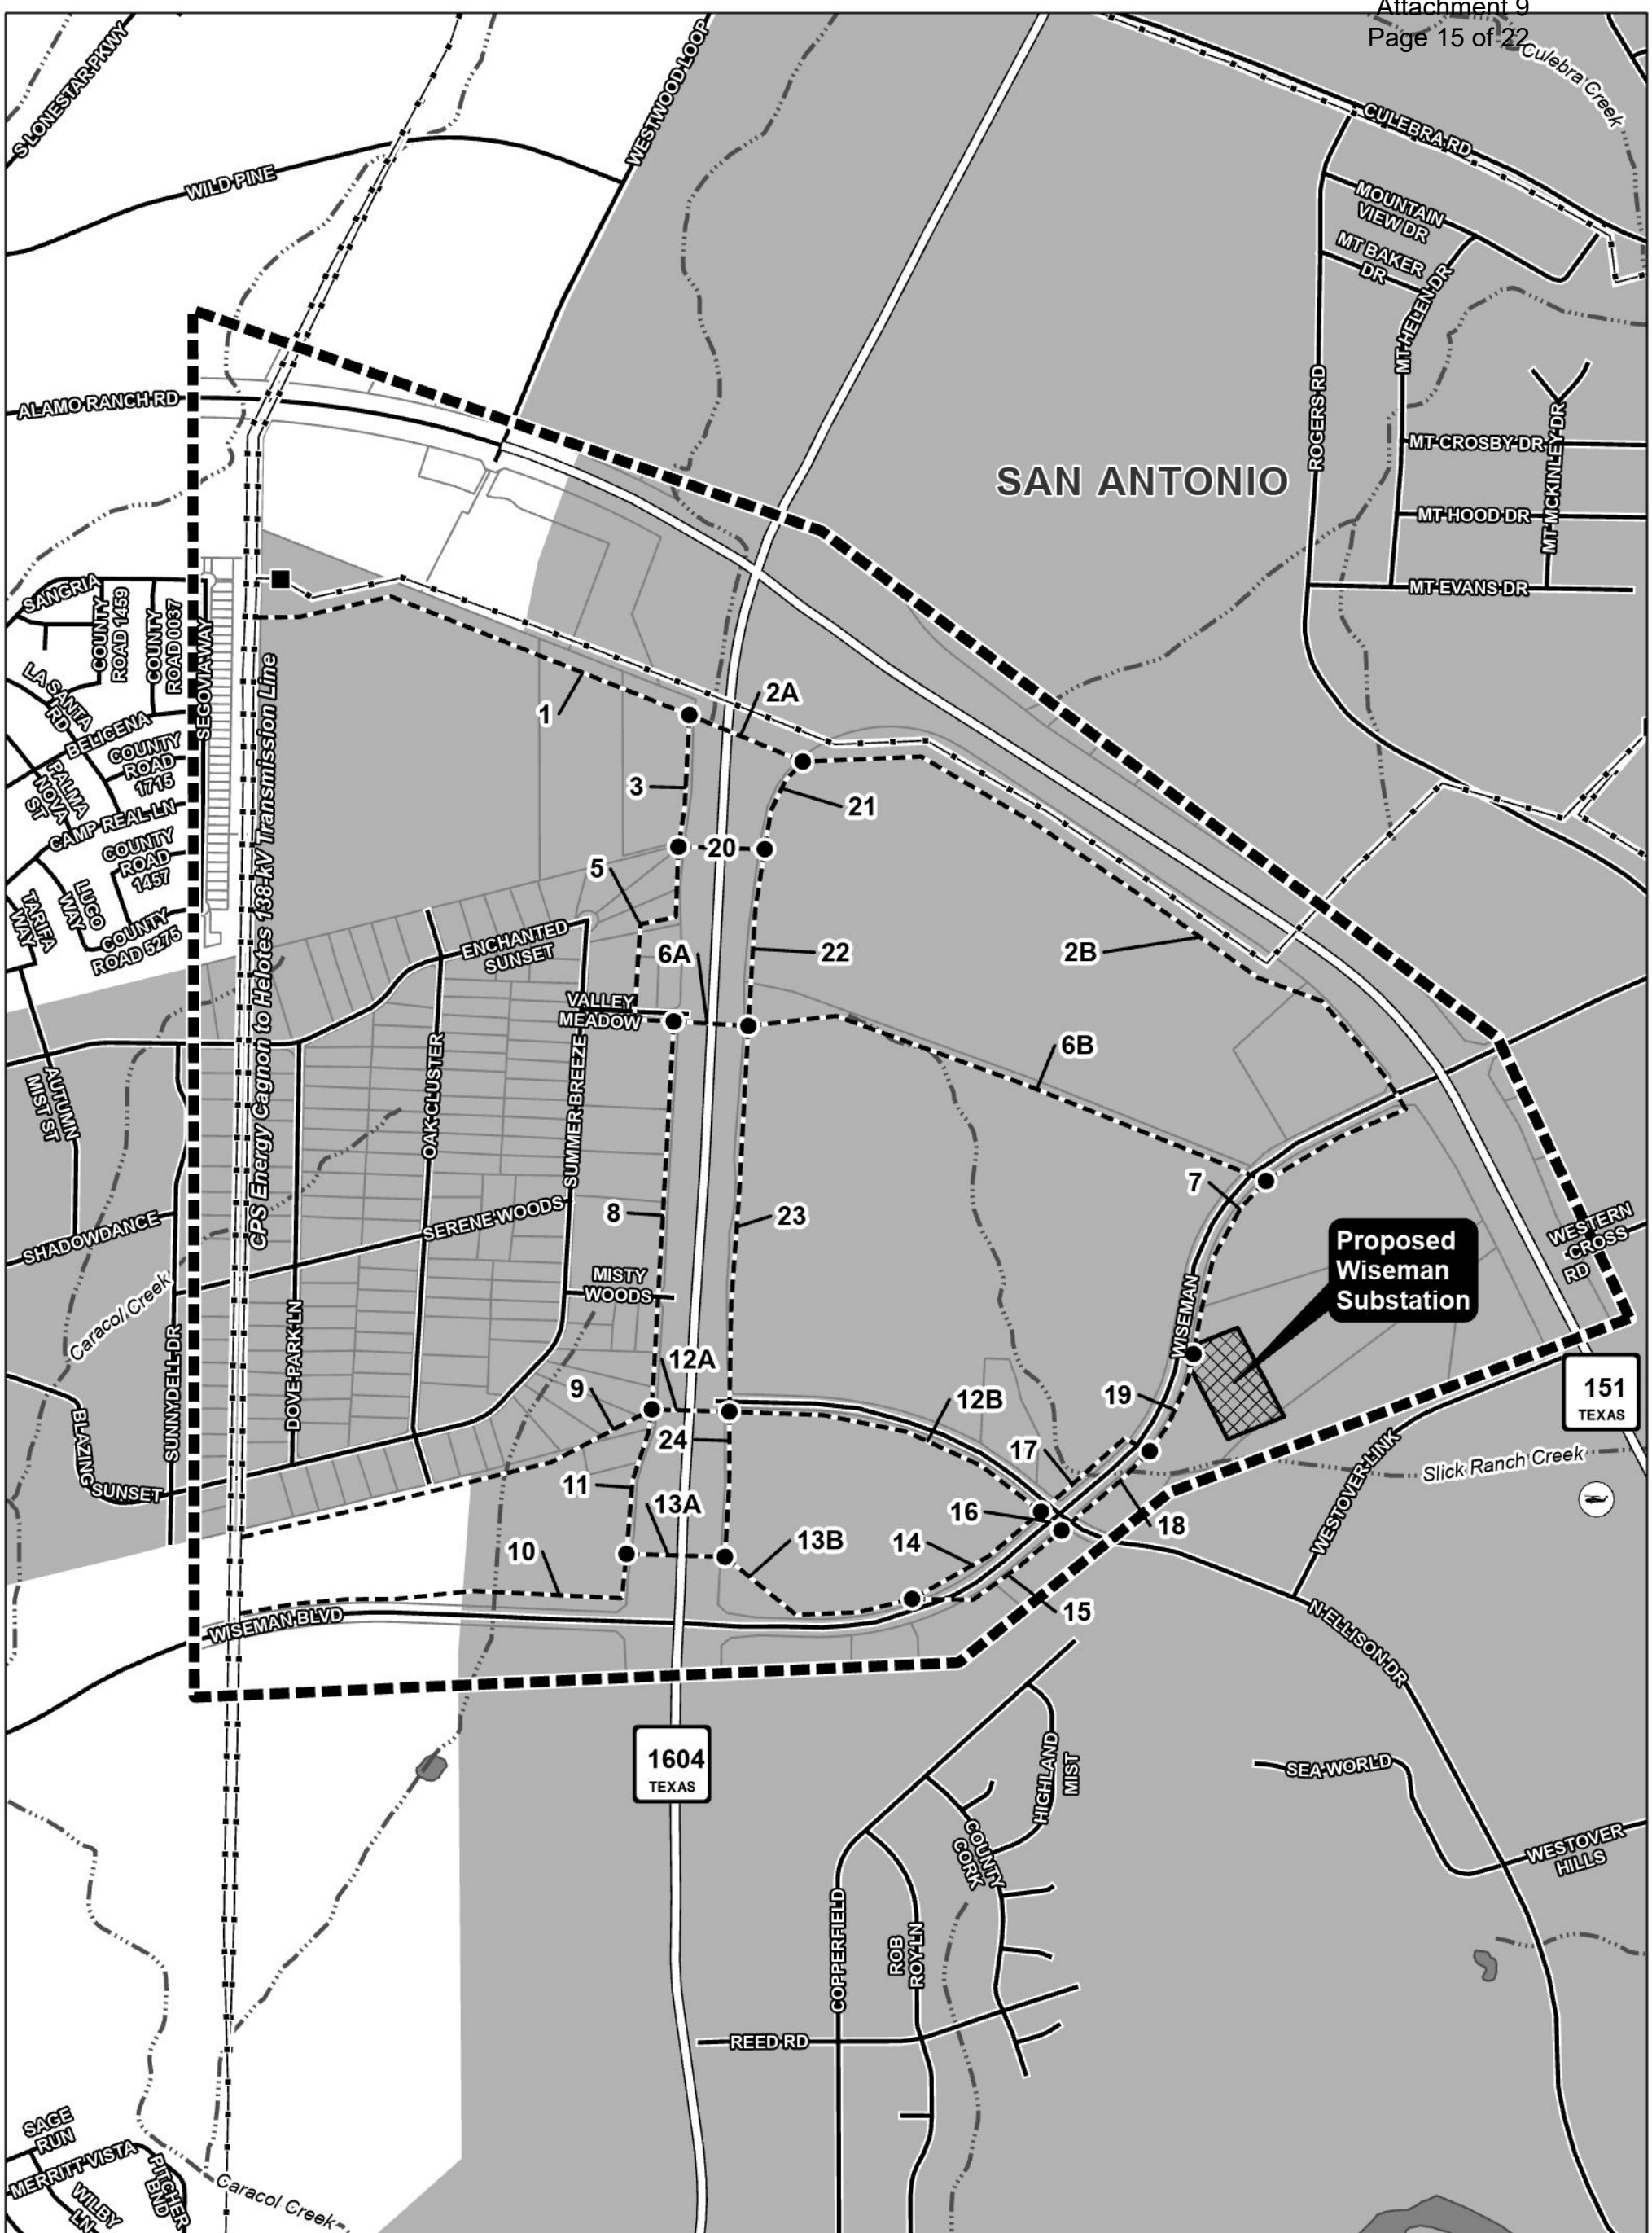 Attachment 9
Page 15 of 22
Culebra Creek
S LONESTAR PKWY
WESTWOOD LOOP
WILD PINE
CULEBRA RD
MOUNTAIN
VIEW DR
MT BAKER
DR
MT HELEN DR
ROGERS RD
ALAMO RANCH RD
SAN ANTONIO
MT CROSBY DR
MT MCKINLEY DR
MT HOOD DR
MT EVANS DR
SANGRIA
COUNTY
ROAD 1459
COUNTY
ROAD 0037
SEGOVIA WAY
LA SANTA
RD
BELICENA
COUNTY
ROAD
1715
PALMA
NOVA
ST
CAMP REAL LN
COUNTY
ROAD
1457
LUGO
WAY
TARIFA
WAY
COUNTY
ROAD 5275
CPS Energy Cagnon to Helotes 138-kV Transmission Line
1
2A
3
21
20
5
ENCHANTED
SUNSET
6A
22
2B
VALLEY
MEADOW
6B
AUTUMN
MIST ST
OAK CLUSTER
SUMMER BREEZE
7
8
23
SHADOWDANCE
SERENE WOODS
WESTERN
CROSS
RD
Proposed
Wiseman
Substation
MISTY
WOODS
Caracol Creek
SUNNYDELL DR
DOVE PARK LN
WISEMAN
12A
9
12B
19
151
TEXAS
BLAZING
SUNSET
24
17
11
13A
16
18
Slick Ranch Creek
WESTOVER LINK
10
13B
14
15
WISEMAN BLVD
N ELLISON DR
1604
TEXAS
HIGHLAND
MIST
SEA WORLD
COUNTY
CORK
WESTOVER
HILLS
COPPERFIELD
ROB
ROY LN
REED RD
SAGE
RUN
MERRITT VISTA
PITCHER
BND
WILBY
LN
Caracol Creek